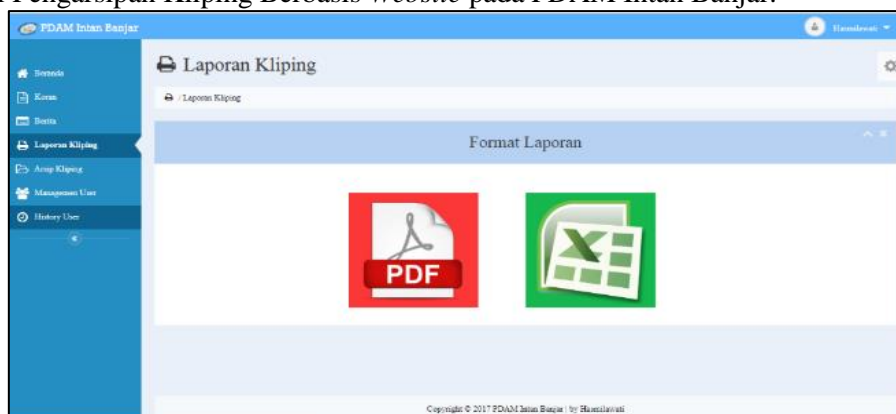 Pengarsipan Kliping Berbasis Website pada PDAM Intan Banjar.
PDAM Intan Banjar
Hasmilawati
Beranda
Koran
Berita
Laporan Kliping
Arsip Kliping
Managemen User
History User
Laporan Kliping
/ Laporan Kliping
Format Laporan
PDF
Copyright © 2017 PDAM Intan Banjar | by Hasmilawati